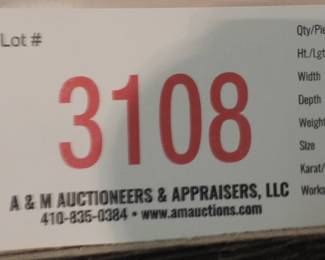 Lot #
3108
A & M AUCTIONEERS & APPRAISERS, LLC
410-835-0384 • www.amauctions.com
Qty/Pie
Ht./Lgt
Width
Depth
Weight
Size
Karat/
Works